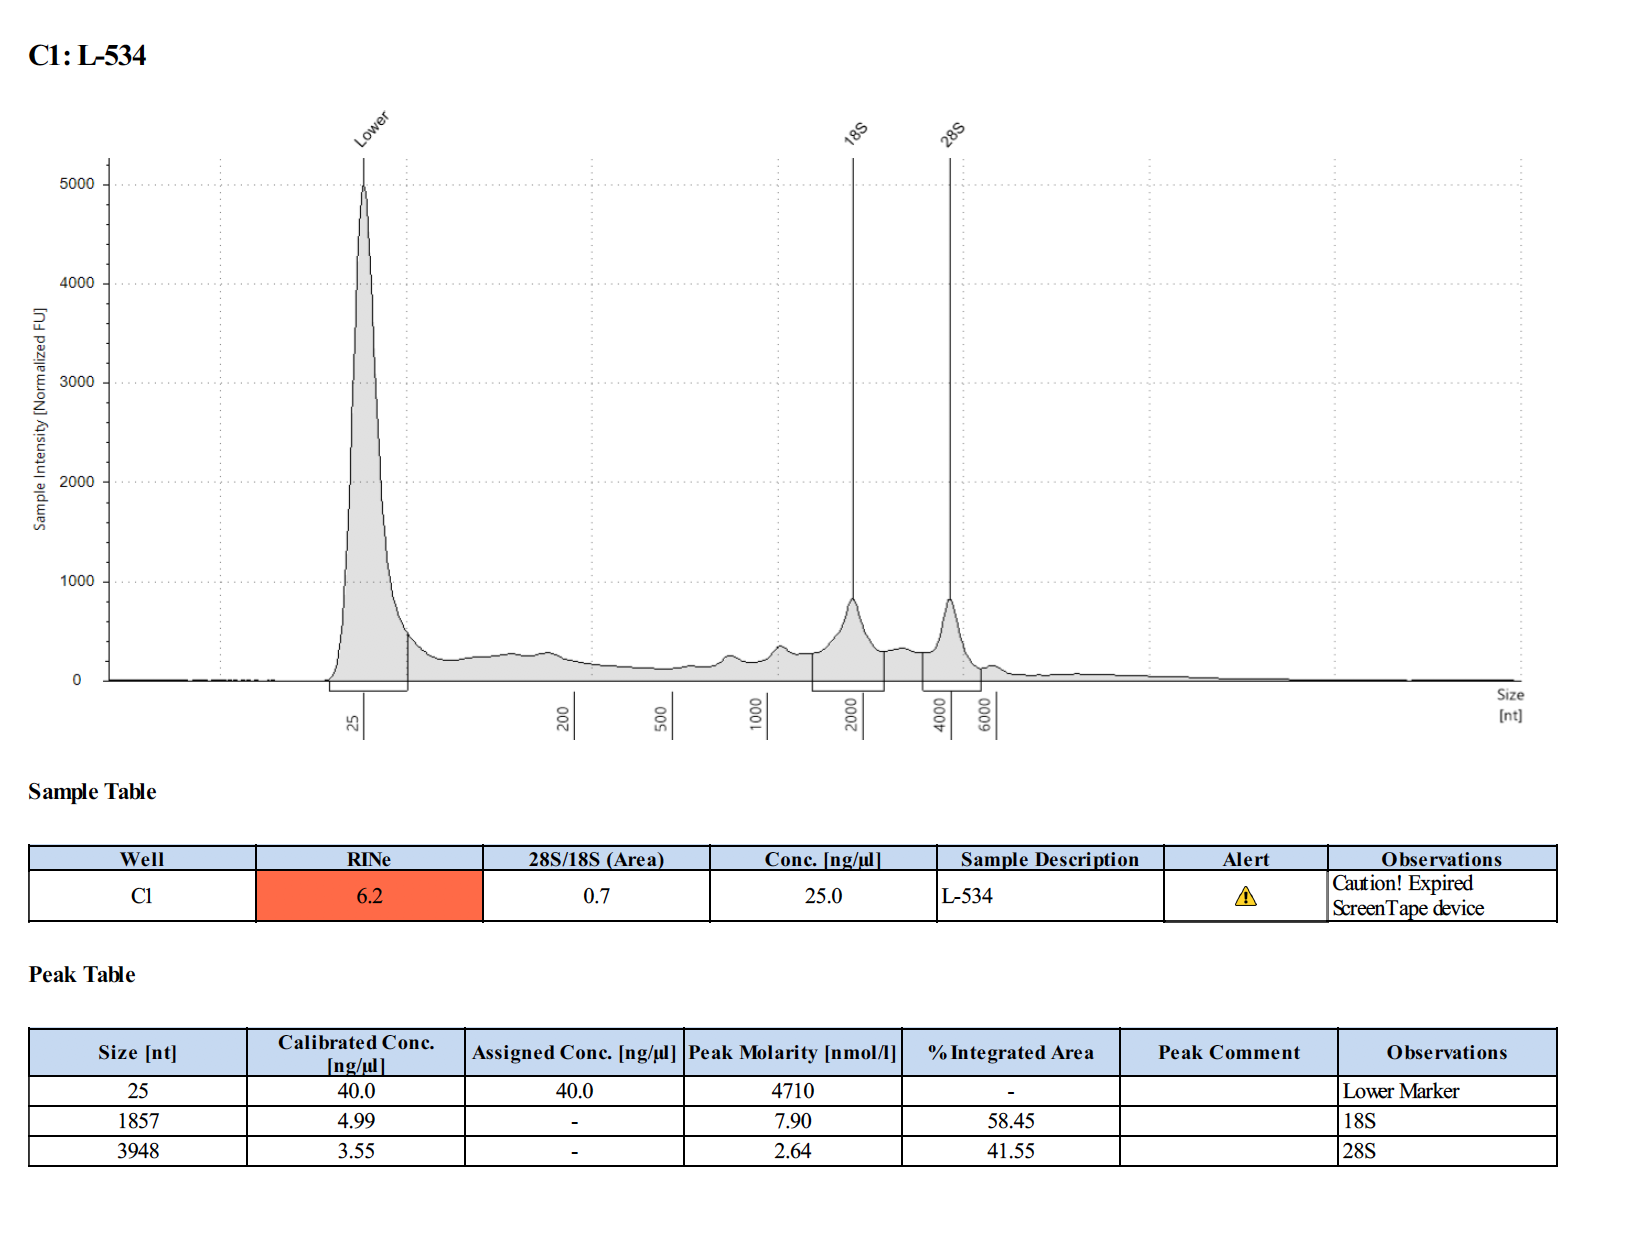 C1: L-534
Lower
18S
28S
5000
4000
3000
2000
1000
0
Sample Intensity [Normalized FU]
25
200
500
1000
2000
4000
6000
Size
[nt]
Sample Table
Well RINe 28S/18S (Area) Conc. [ng/µl] Sample Description Alert Observations
C1 6.2 0.7 25.0 L-534 Caution! Expired
ScreenTape device
Peak Table
Size [nt] Calibrated Conc. [ng/µl] Assigned Conc. [ng/µl] Peak Molarity [nmol/l] % Integrated Area Peak Comment Observations
25 40.0 40.0 4710 - Lower Marker
1857 4.99 - 7.90 58.45 18S
3948 3.55 - 2.64 41.55 28S